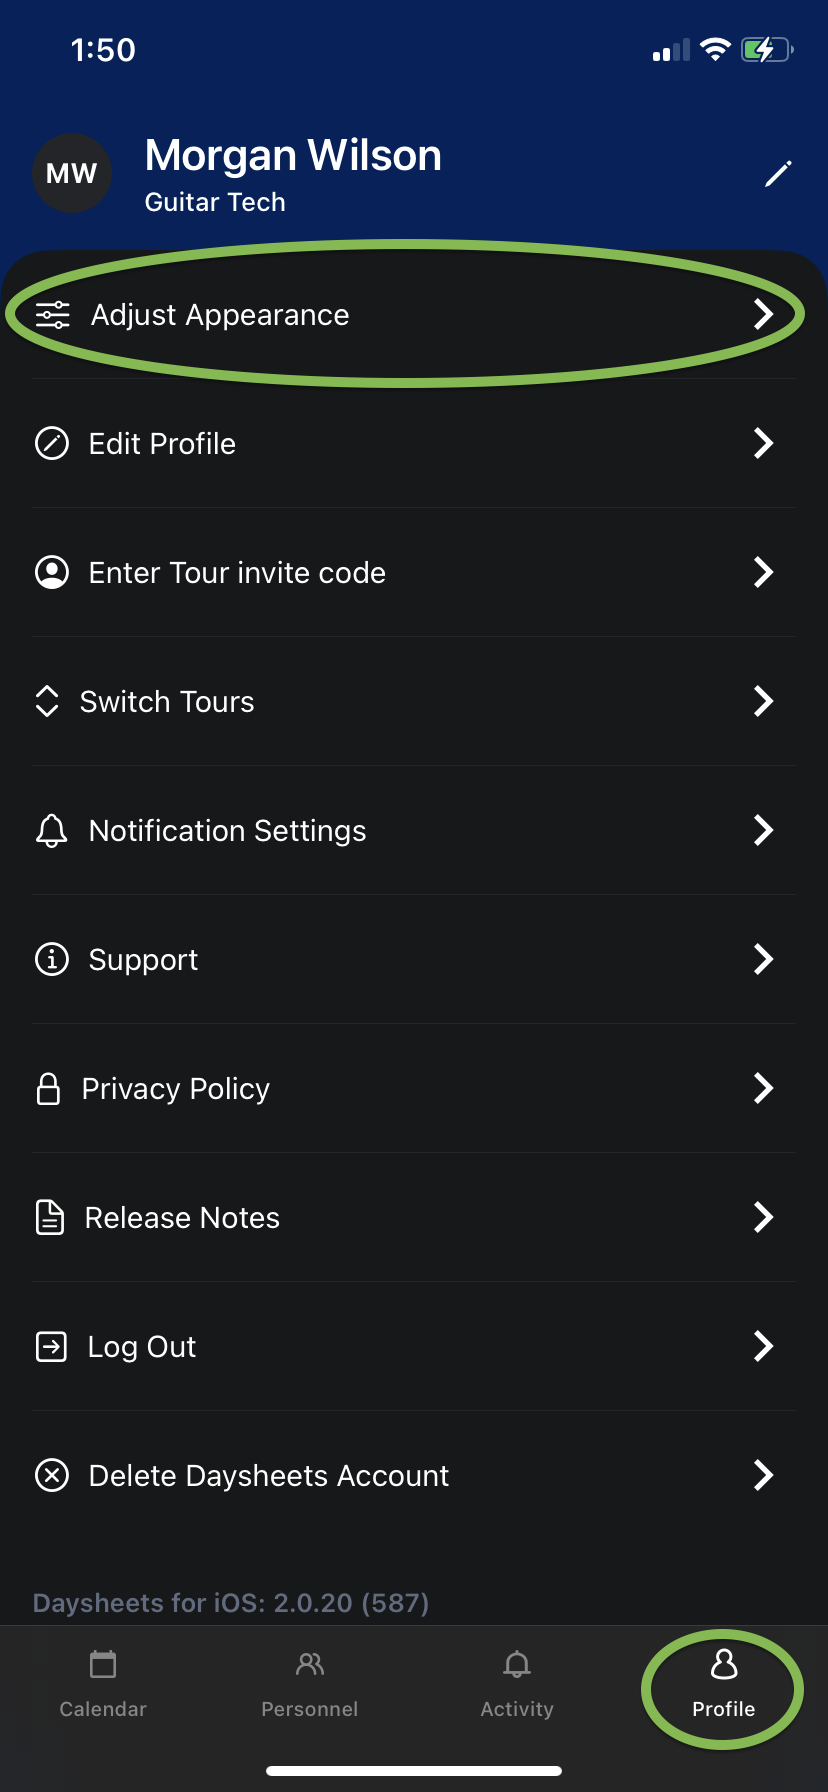 1:50
MW
Morgan Wilson
Guitar Tech
Adjust Appearance
Edit Profile
Enter Tour invite code
Switch Tours
Notification Settings
Support
Privacy Policy
Release Notes
Log Out
Delete Daysheets Account
Daysheets for iOS: 2.0.20 (587)
Calendar
Personnel
Activity
Profile